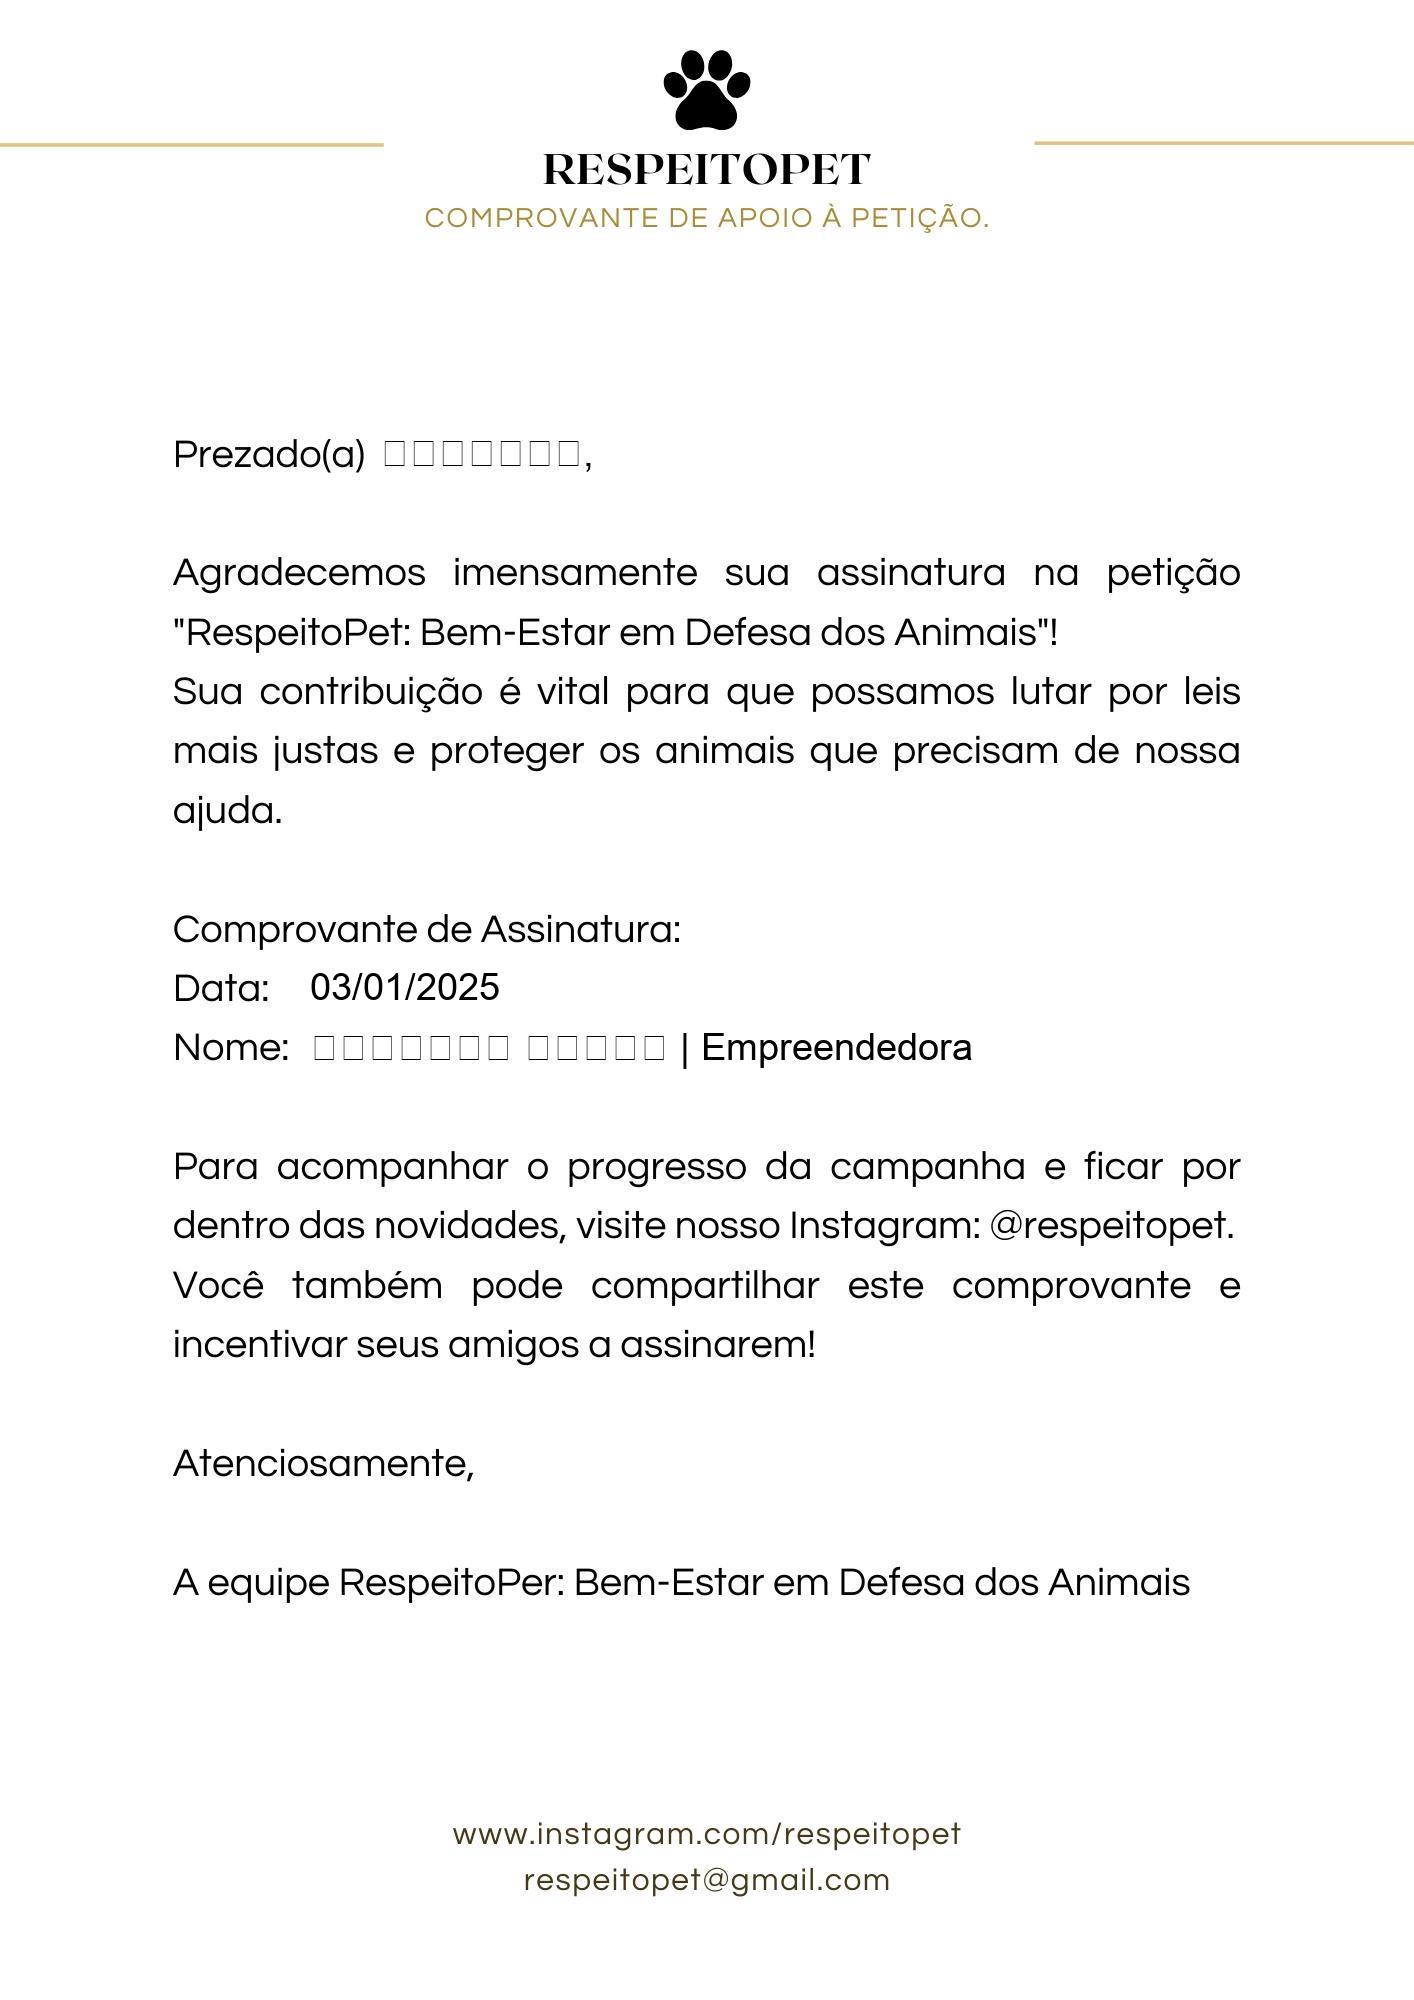 RESPEITOPET
COMPROVANTE DE APOIO À PETIÇÃO.
Prezado(a) □□□□□□□,
Agradecemos imensamente sua assinatura na petição
"RespeitoPet: Bem-Estar em Defesa dos Animais"!
Sua contribuição é vital para que possamos lutar por leis
mais justas e proteger os animais que precisam de nossa
ajuda.
Comprovante de Assinatura:
Data: 03/01/2025
Nome: □□□□□□□ □□□□□ | Empreendedora
Para acompanhar o progresso da campanha e ficar por
dentro das novidades, visite nosso Instagram: @respeitopet.
Você também pode compartilhar este comprovante e
incentivar seus amigos a assinarem!
Atenciosamente,
A equipe RespeitoPer: Bem-Estar em Defesa dos Animais
www.instagram.com/respeitopet
respeitopet@gmail.com